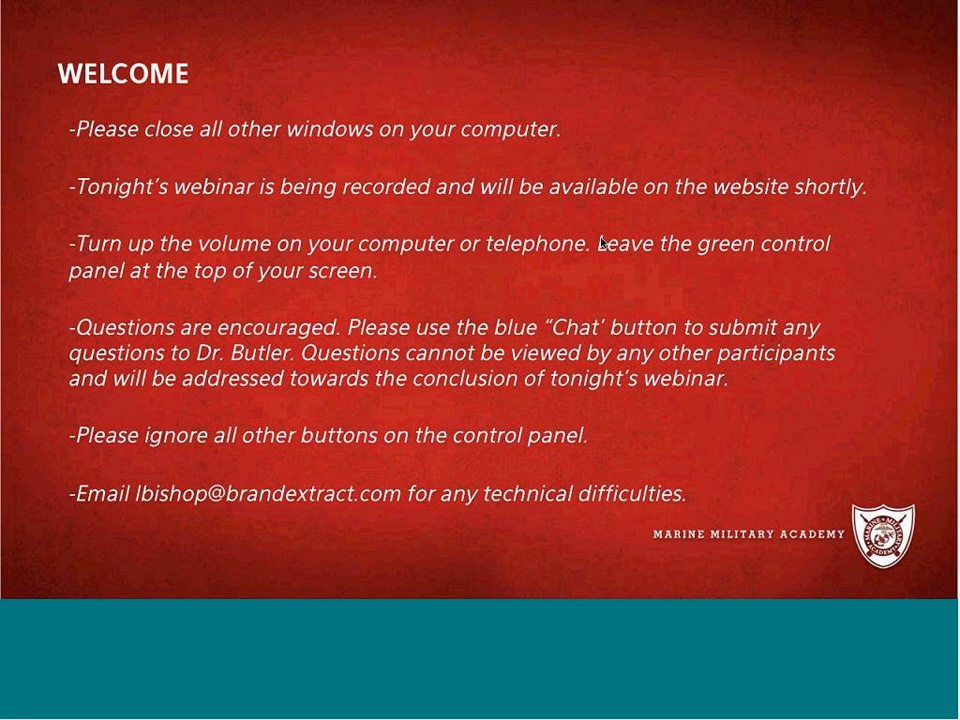 WELCOME
-Please close all other windows on your computer.
-Tonight’s webinar is being recorded and will be available on the website shortly.
-Turn up the volume on your computer or telephone. Leave the green control
panel at the top of your screen.
-Questions are encouraged. Please use the blue “Chat’ button to submit any
questions to Dr. Butler. Questions cannot be viewed by any other participants
and will be addressed towards the conclusion of tonight’s webinar.
-Please ignore all other buttons on the control panel.
-Email lbishop@brandextract.com for any technical difficulties.
MARINE MILITARY ACADEMY
MARINE MILITARY
ACADEMY